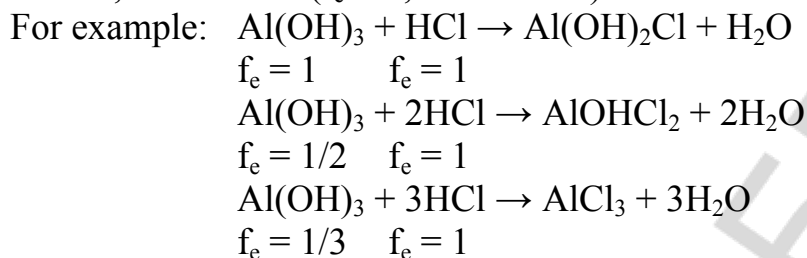 For example: Al(OH)₃ + HCl → Al(OH)₂Cl + H₂O
fₑ = 1 fₑ = 1
Al(OH)₃ + 2HCl → AlOHCl₂ + 2H₂O
fₑ = 1/2 fₑ = 1
Al(OH)₃ + 3HCl → AlCl₃ + 3H₂O
fₑ = 1/3 fₑ = 1